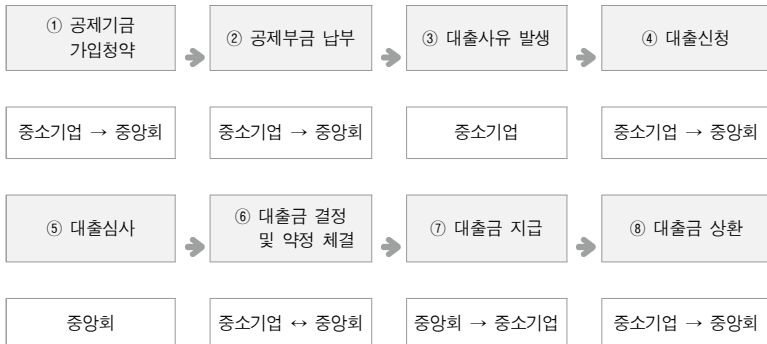 ① 공제기금
가입청약
② 공제부금 납부
③ 대출사유 발생
④ 대출신청
중소기업 → 중앙회
중소기업 → 중앙회
중소기업
중소기업 → 중앙회
⑤ 대출심사
⑥ 대출금 결정
및 약정 체결
⑦ 대출금 지급
⑧ 대출금 상환
중앙회
중소기업 ↔ 중앙회
중앙회 → 중소기업
중소기업 → 중앙회